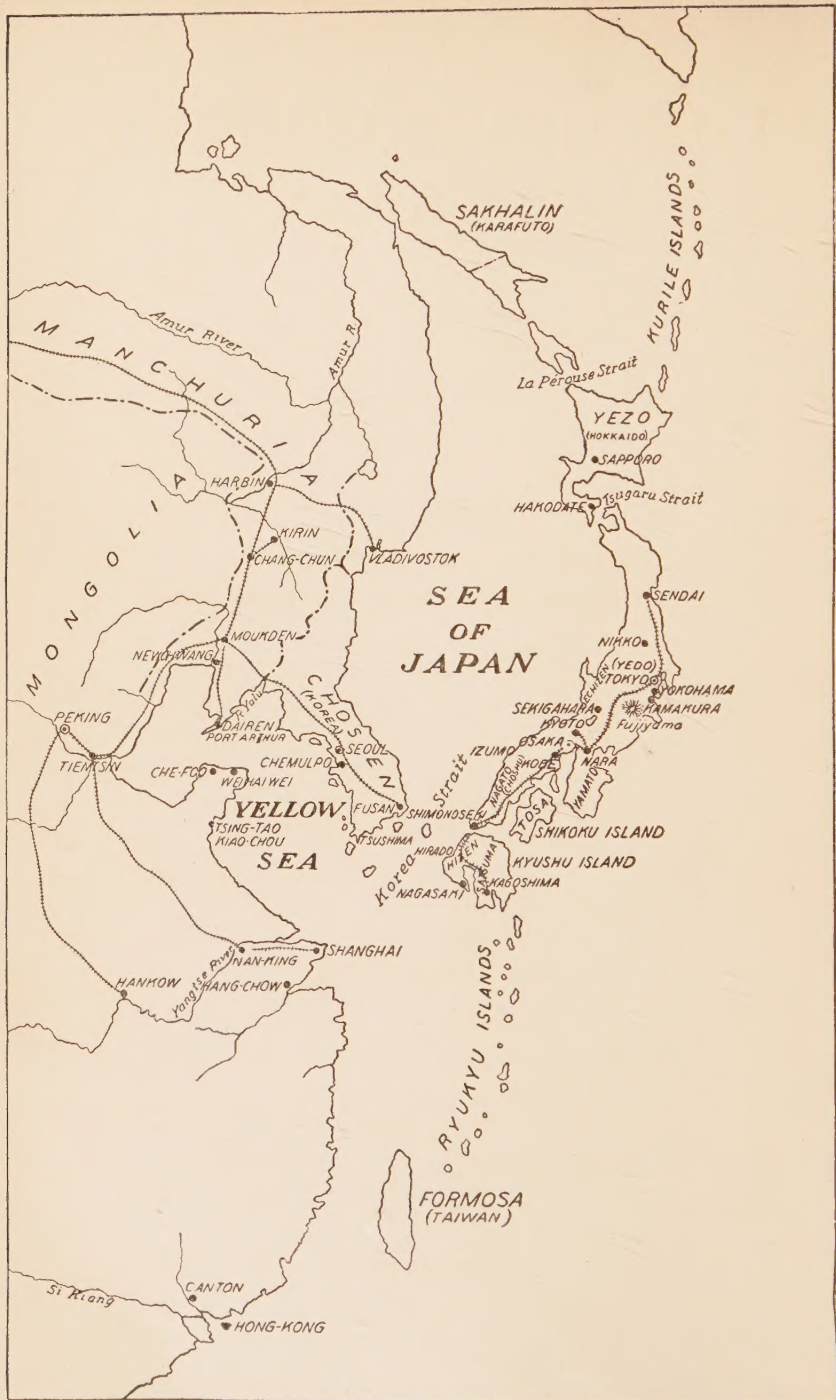 SAKHALIN
(KARAFUTO)
KURILE ISLANDS
Amur River
Amur R.
MANCHURIA
La Pérouse Strait
YEZO
(HOKKAIDO)
SAPPORO
MONGOLIA
HARBIN
HAKODATE
Tsugaru Strait
KIRIN
CHANG-CHUN
VLADIVOSTOK
SEA
OF
JAPAN
SENDAI
MOUKDEN
NIKKO
NEWCHWANG
(YEDO)
TOKYO
ECHIZEN
YOKOHAMA
R. Yalu
CHOSEN
(KOREA)
SEKIGAHARA
KAMAKURA
PEKING
DAIREN
PORT ARTHUR
KYOTO
Fujiyama
SEOUL
IZUMO
OSAKA
TIENTSIN
CHEMULPO
KOBE
NARA
CHE-FOO
WEIHAIWEI
NAGATO
(CHOSHU)
YAMATO
YELLOW
SEA
FUSAN
SHIMONOSEKI
TOSA
TSING-TAO
KIAO-CHOU
TSUSHIMA
SHIKOKU ISLAND
Korea Strait
HIRADO
HIZEN
SATSUMA
KYUSHU ISLAND
NAGASAKI
KAGOSHIMA
SHANGHAI
NAN-KING
Yangtse River
HANKOW
HANG-CHOW
RYUKYU ISLANDS
FORMOSA
(TAIWAN)
CANTON
Si Kiang
HONG-KONG